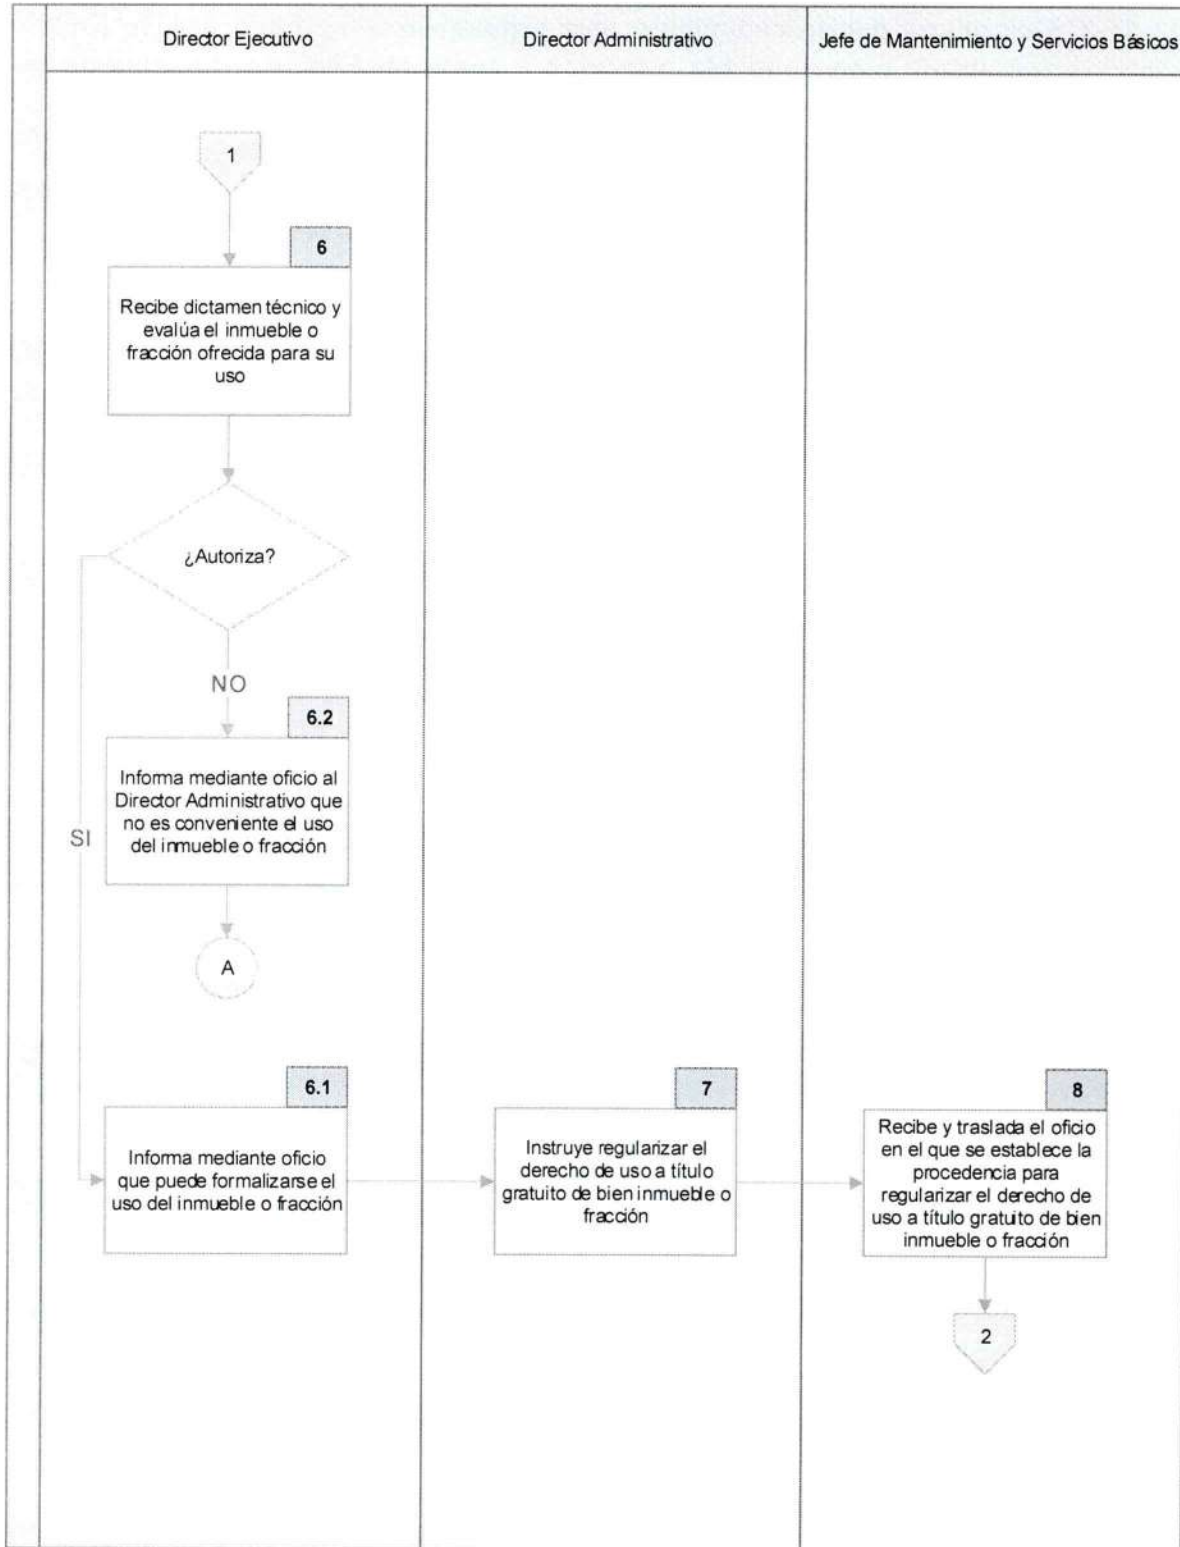 Director Ejecutivo
Director Administrativo
Jefe de Mantenimiento y Servicios Básicos
1
6
Recibe dictamen técnico y
evalúa el inmueble o
fracción ofrecida para su
uso
¿Autoriza?
NO
6.2
Informa mediante oficio al
Director Administrativo que
no es conveniente el uso
del inmueble o fracción
SI
A
6.1
Informa mediante oficio
que puede formalizarse el
uso del inmueble o fracción
7
Instruye regularizar el
derecho de uso a título
gratuito de bien inmueble o
fracción
8
Recibe y traslada el oficio
en el que se establece la
procedencia para
regularizar el derecho de
uso a título gratuito de bien
inmueble o fracción
2